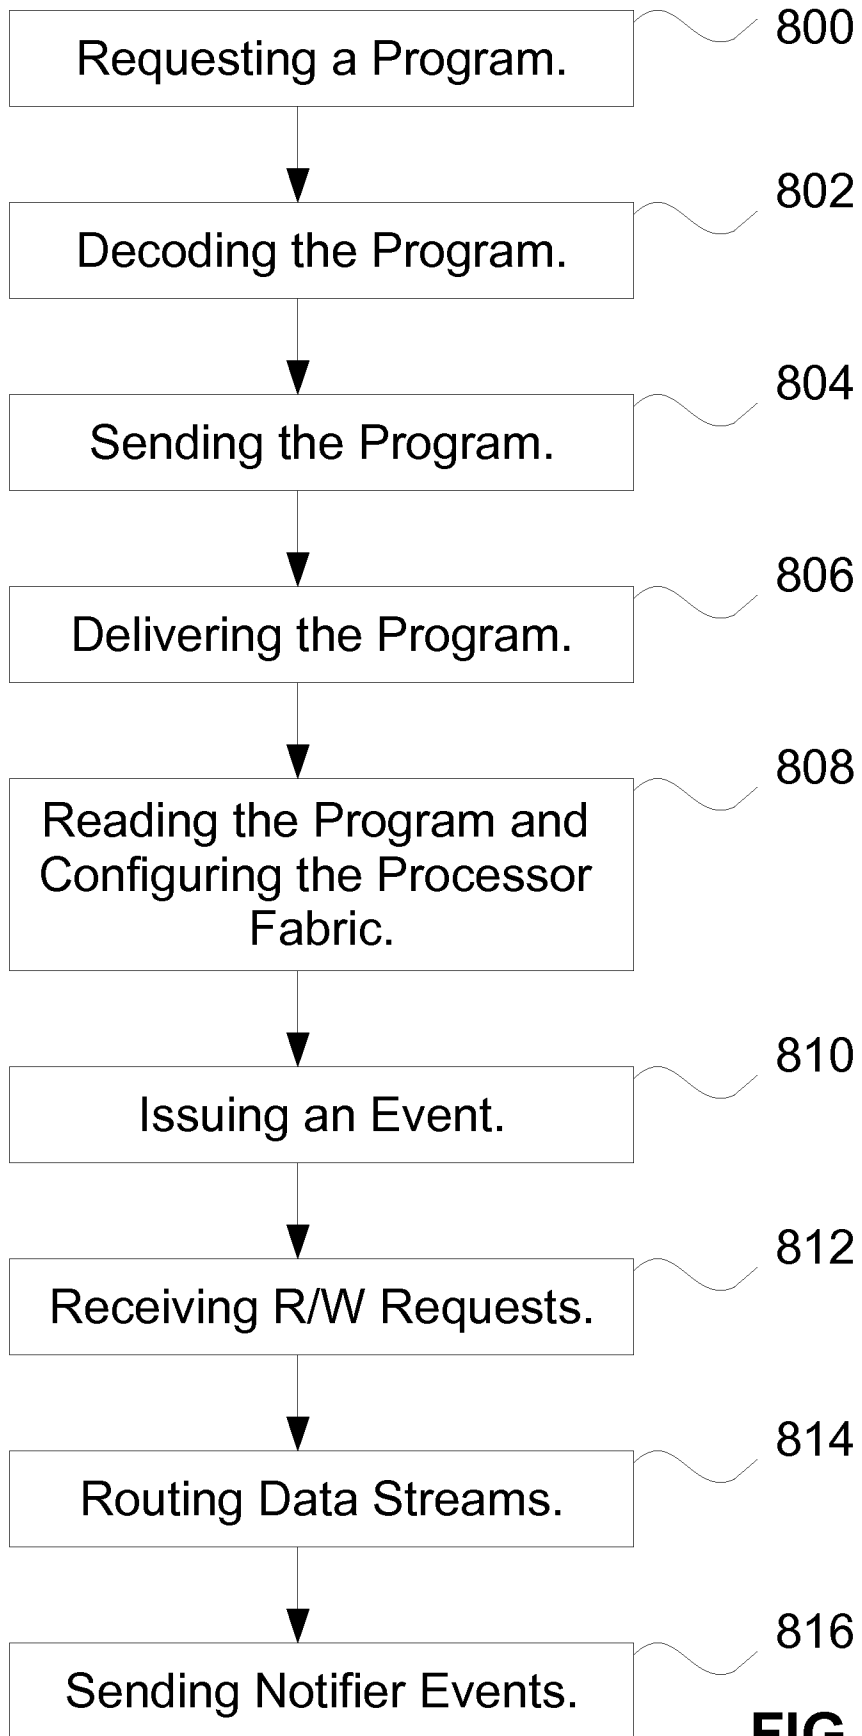 Requesting a Program.
800
Decoding the Program.
802
Sending the Program.
804
Delivering the Program.
806
Reading the Program and
Configuring the Processor
Fabric.
808
Issuing an Event.
810
Receiving R/W Requests.
812
Routing Data Streams.
814
Sending Notifier Events.
816
FIG